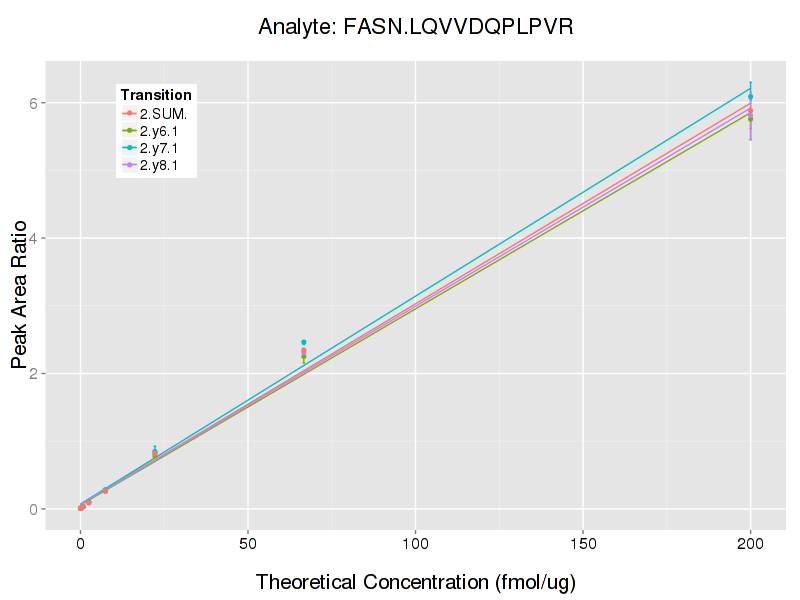 Analyte: FASN.LQVVDQPLPVR
Transition
2.SUM.
2.y6.1
2.y7.1
2.y8.1
6
4
2
0
Peak Area Ratio
0 50 100 150 200
Theoretical Concentration (fmol/ug)